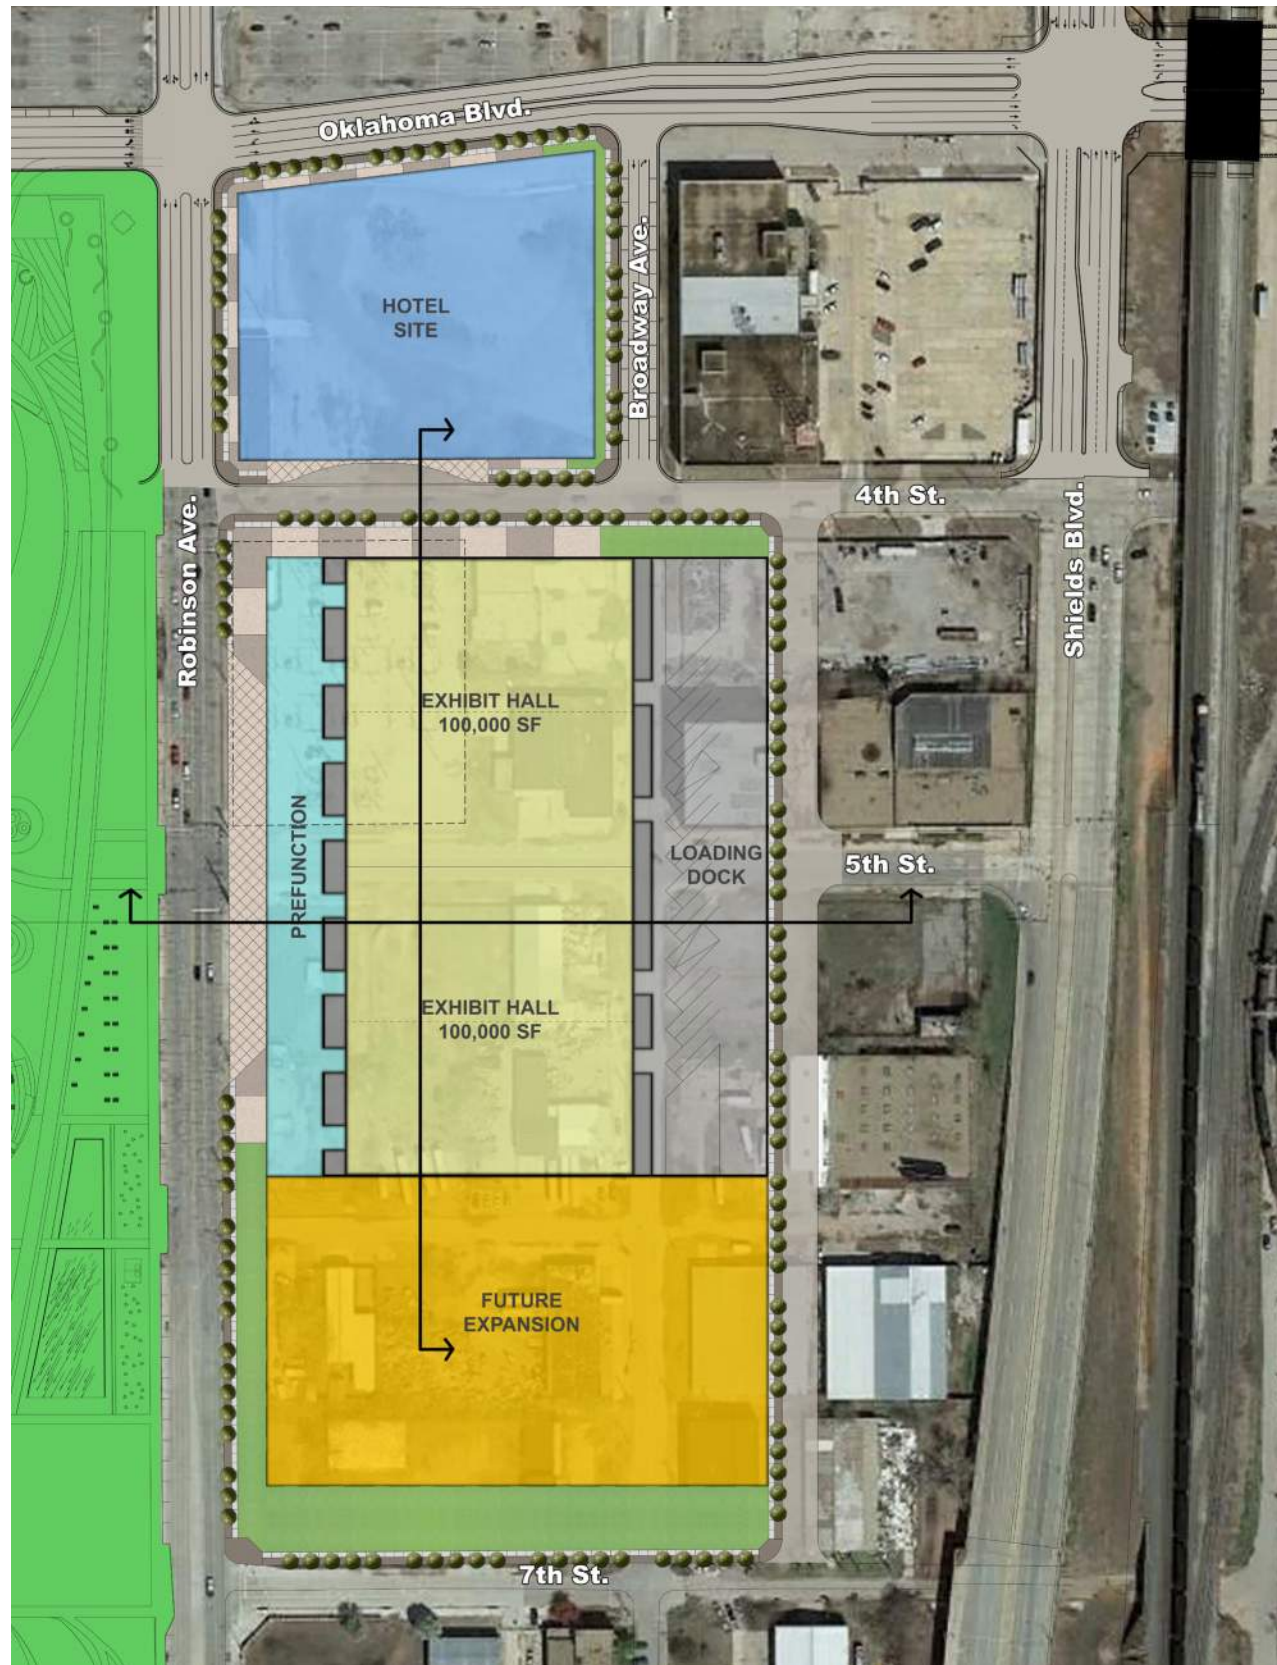 Oklahoma Blvd.
HOTEL
SITE
Broadway Ave.
4th St.
Robinson Ave.
Shields Blvd.
EXHIBIT HALL
100,000 SF
PREFUNCTION
LOADING
DOCK
5th St.
EXHIBIT HALL
100,000 SF
FUTURE
EXPANSION
7th St.